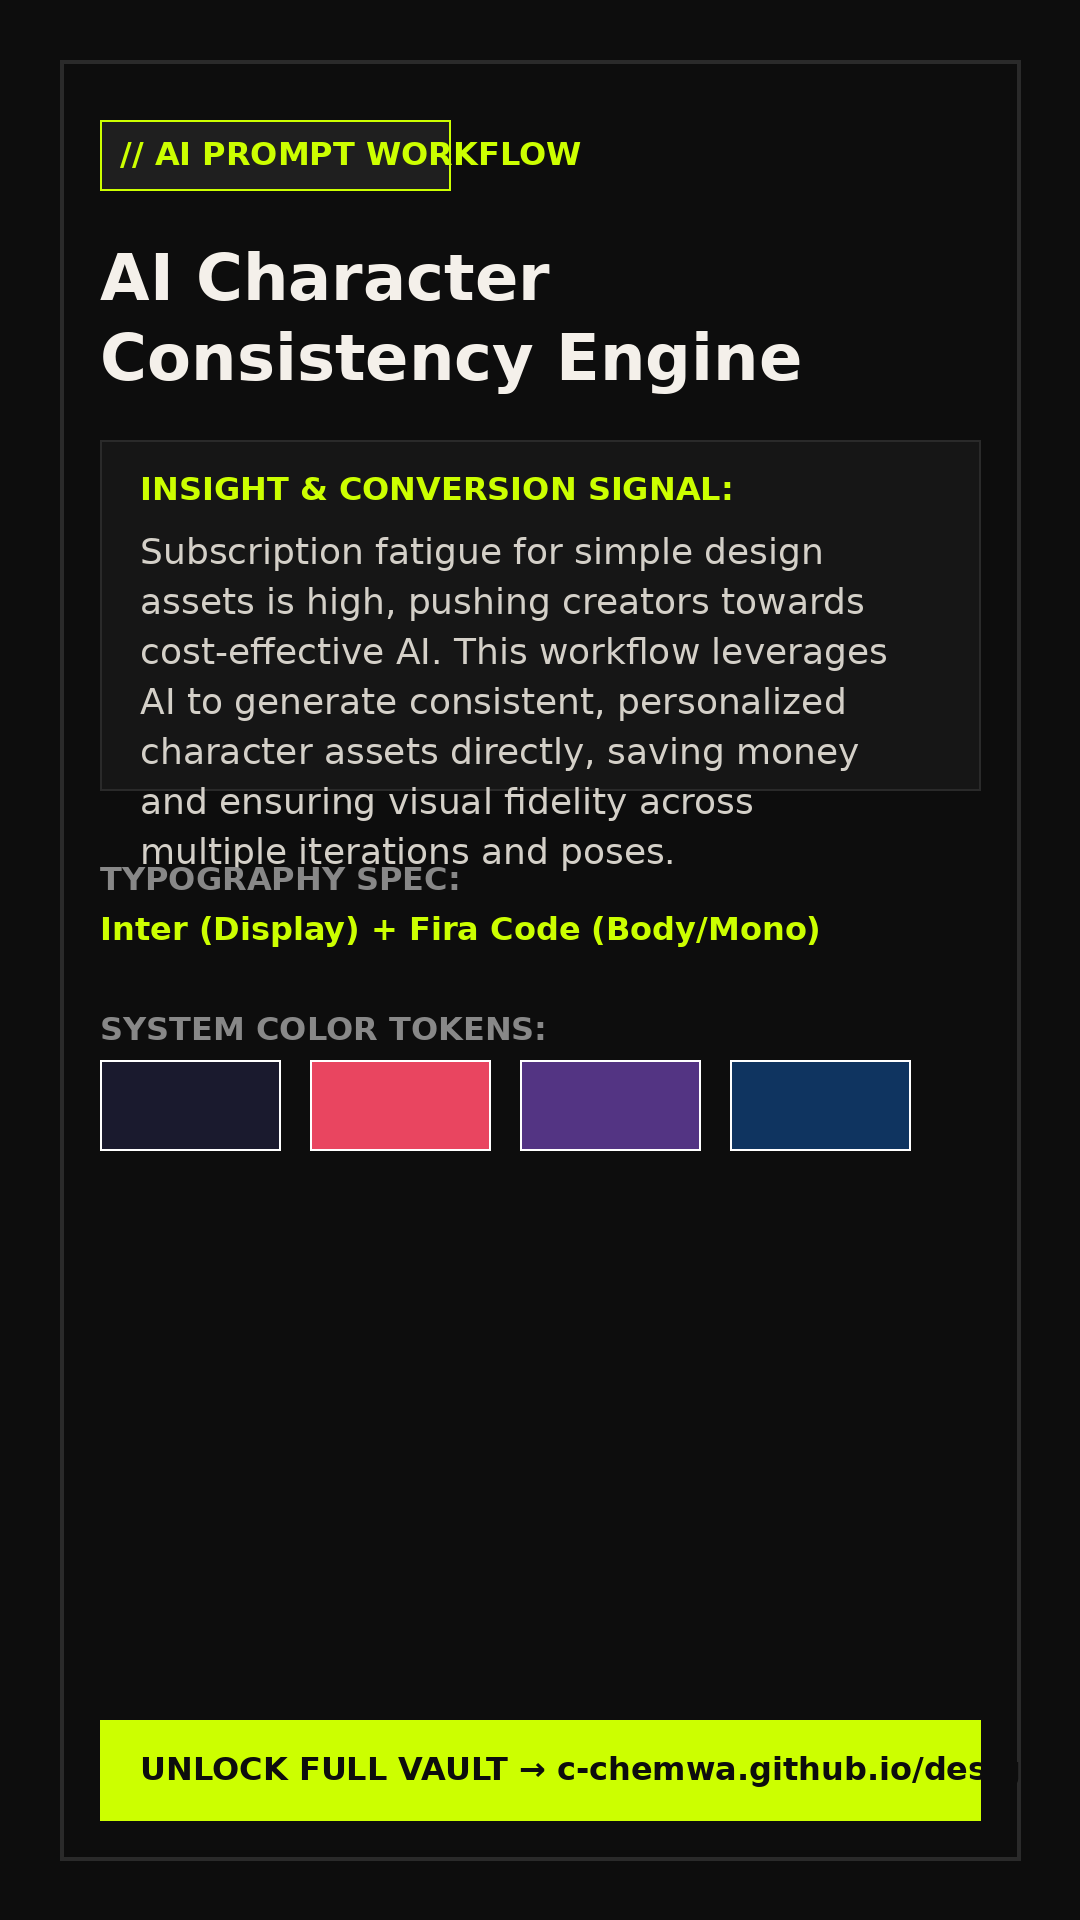 // AI PROMPT WORKFLOW
AI Character
Consistency Engine
INSIGHT & CONVERSION SIGNAL:
Subscription fatigue for simple design
assets is high, pushing creators towards
cost-effective AI. This workflow leverages
AI to generate consistent, personalized
character assets directly, saving money
and ensuring visual fidelity across
multiple iterations and poses.
TYPOGRAPHY SPEC:
Inter (Display) + Fira Code (Body/Mono)
SYSTEM COLOR TOKENS:
UNLOCK FULL VAULT → c-chemwa.github.io/des